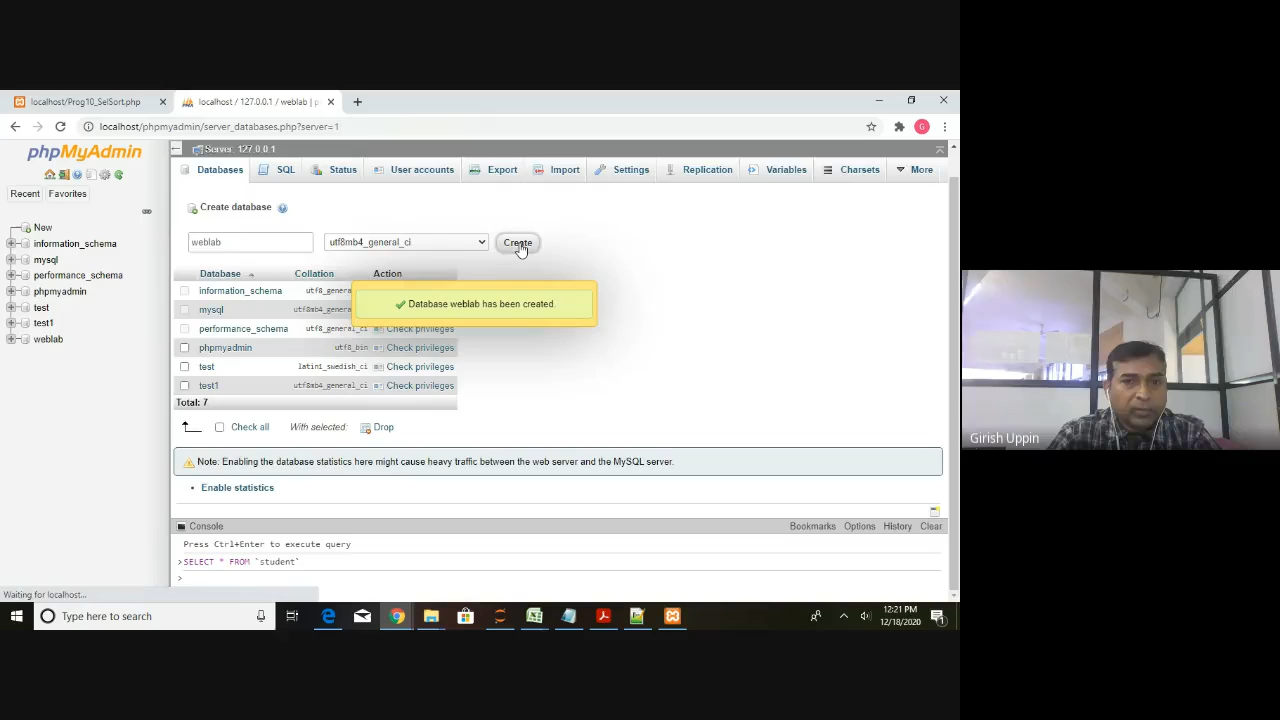 localhost/Prog10_SelSort.php
localhost / 127.0.0.1 / weblab | p
localhost/phpmyadmin/server_databases.php?server=1
G
phpMyAdmin
Recent
Favorites
New
information_schema
mysql
performance_schema
phpmyadmin
test
test1
weblab
Server: 127.0.0.1
Databases
SQL
Status
User accounts
Export
Import
Settings
Replication
Variables
Charsets
More
Create database
weblab
utf8mb4_general_ci
Create
Database
Collation
Action
information_schema
utf8_gene
mysql
utf8mb4_gener
performance_schema
utf8_general_ci
Check privileges
phpmyadmin
utf8_bin
Check privileges
test
latin1_swedish_ci
Check privileges
test1
utf8mb4_general_ci
Check privileges
Total: 7
Database weblab has been created.
Check all
With selected:
Drop
Note: Enabling the database statistics here might cause heavy traffic between the web server and the MySQL server.
Enable statistics
Console
Bookmarks
Options
History
Clear
Press Ctrl+Enter to execute query
>SELECT * FROM `student`
>
Waiting for localhost...
Type here to search
12:21 PM
12/18/2020
1
Girish Uppin